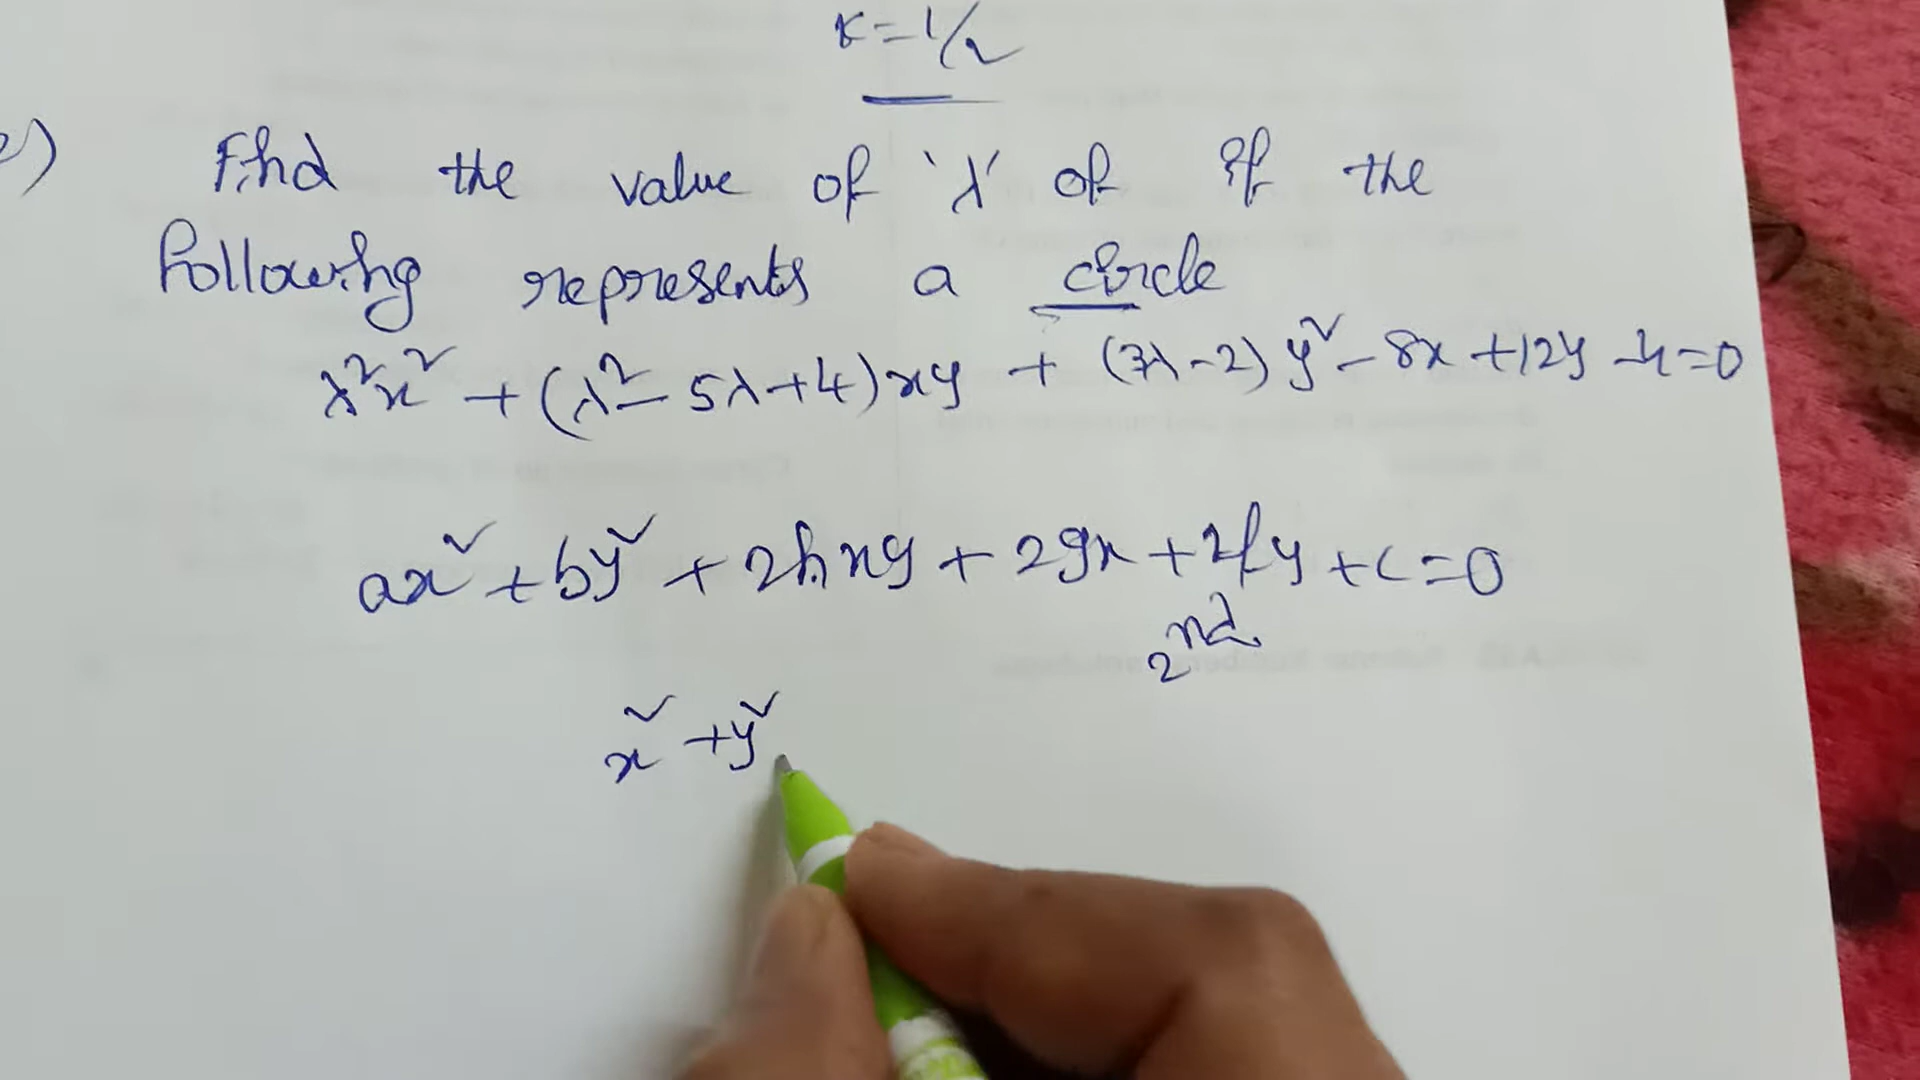 k=1/2
2) Find the value of 'λ' of if the
following represents a circle
λ²x² + (λ²- 5λ+4)xy + (3λ-2) y² - 8x +12y -4=0
ax² + by² + 2hxy + 2gx + 2fy + c = 0
2nd
x² + y²